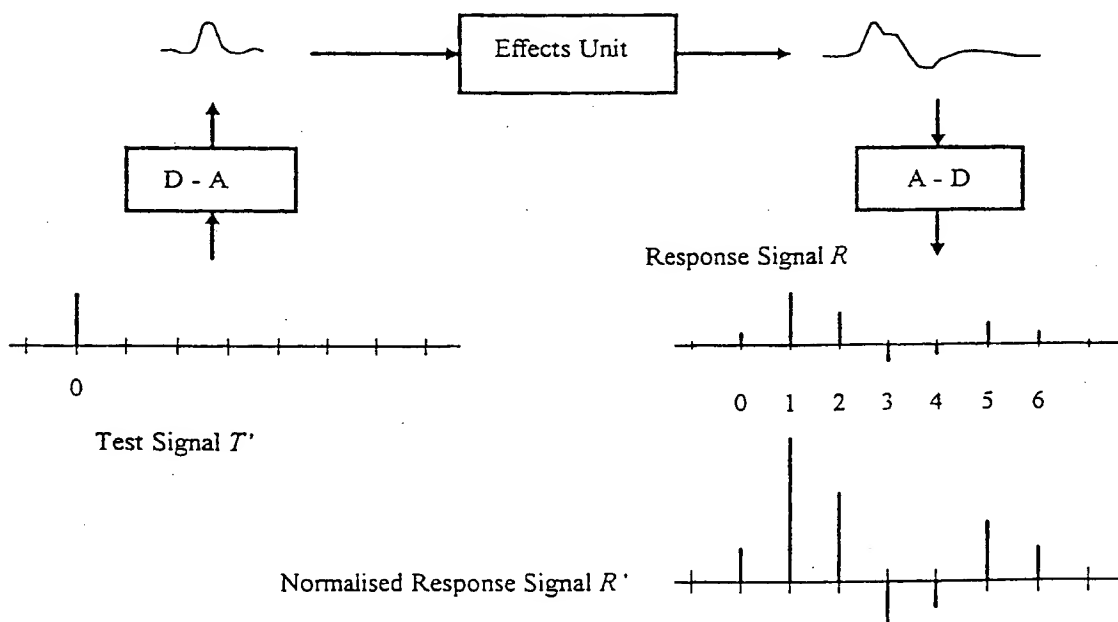 Effects Unit
D - A
A - D
Response Signal R
0
0 1 2 3 4 5 6
Test Signal T'
Normalised Response Signal R'